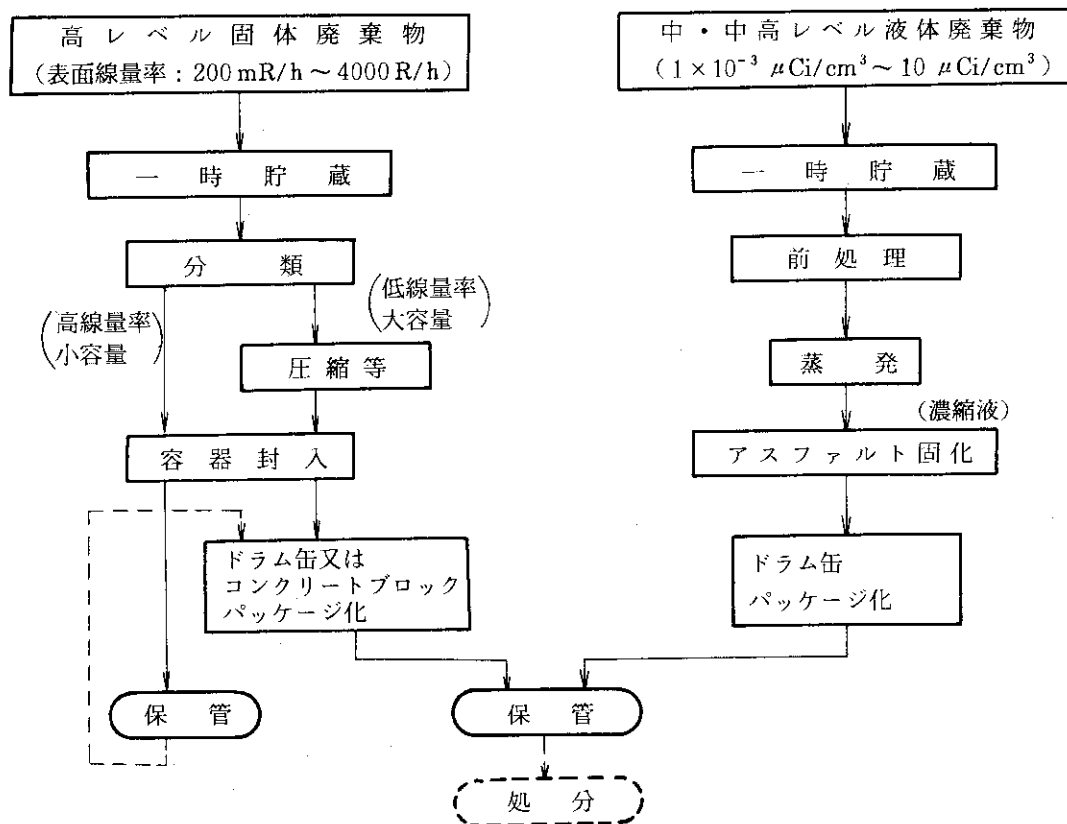 高レベル固体廃棄物
(表面線量率：200mR/h～4000R/h)
一時貯蔵
分類
(高線量率
小容量)
(低線量率
大容量)
圧縮等
容器封入
ドラム缶又は
コンクリートブロック
パッケージ化
保管
中・中高レベル液体廃棄物
(1×10⁻³ μCi/cm³～10 μCi/cm³)
一時貯蔵
前処理
蒸発
(濃縮液)
アスファルト固化
ドラム缶
パッケージ化
保管
処分